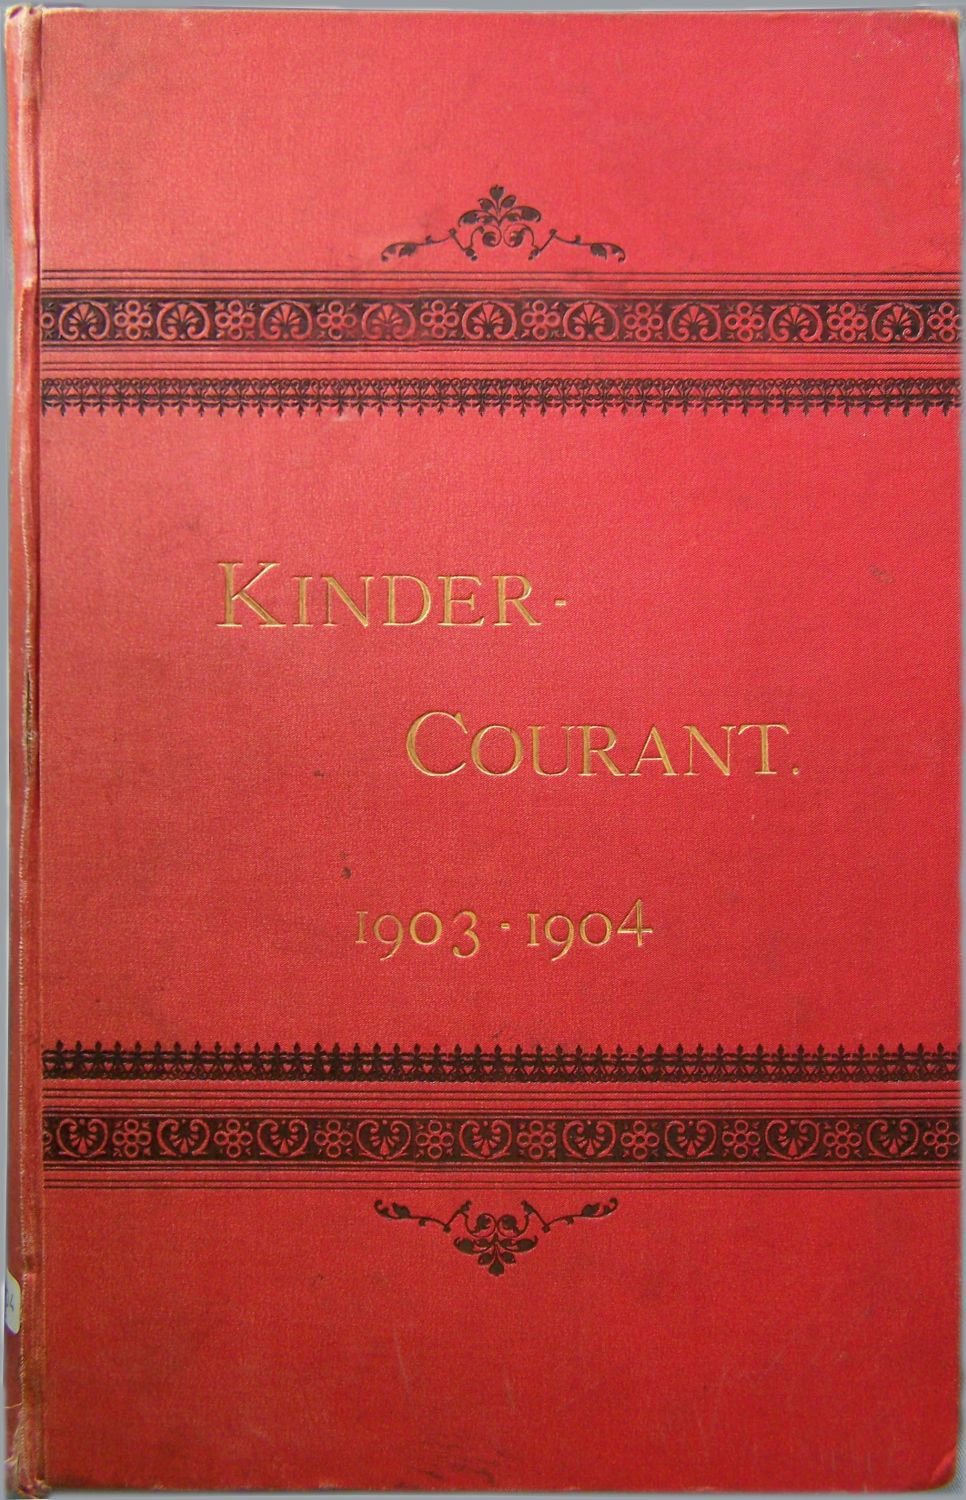 KINDER-
COURANT.
1903-1904